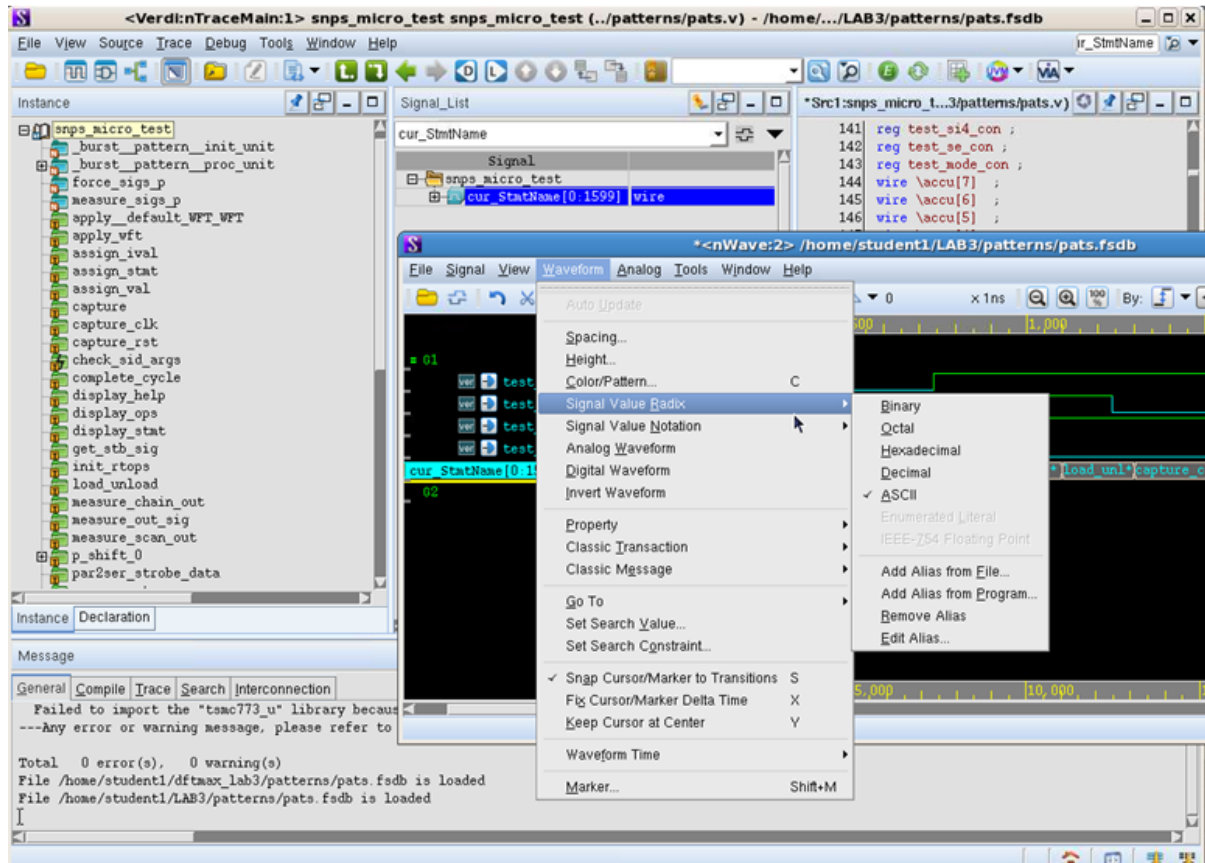 <Verdi:nTraceMain:1> snps_micro_test snps_micro_test (../patterns/pats.v) - /home/.../LAB3/patterns/pats.fsdb
File View Source Trace Debug Tools Window Help
r_StmtName
Instance
snps_micro_test
_burst__pattern__init_unit
_burst__pattern__proc_unit
force_sigs_p
measure_sigs_p
apply__default_WFT_WFT
apply_wft
assign_ival
assign_stmt
assign_val
capture
capture_clk
capture_rst
check_sid_args
complete_cycle
display_help
display_ops
display_stmt
get_stb_sig
init_rtops
load_unload
measure_chain_out
measure_out_sig
measure_scan_out
p_shift_0
par2ser_strobe_data
Instance Declaration
Signal_List
cur_StmtName
Signal
snps_micro_test
cur_StmtName[0:1599] wire
*Src1:snps_micro_t...3/patterns/pats.v)
141 reg test_si4_con ;
142 reg test_se_con ;
143 reg test_mode_con ;
144 wire \accu[7] ;
145 wire \accu[6] ;
146 wire \accu[5] ;
*<nWave:2> /home/student1/LAB3/patterns/pats.fsdb
File Signal View Waveform Analog Tools Window Help
0 x 1ns 100 % By:
500 1,000
G1
test_
test_
test_
test_
cur_StmtName[0:15
load_unl* capture_c
G2
5,000 10,000
Auto Update
Spacing...
Height...
Color/Pattern... C
Signal Value Radix
Signal Value Notation
Analog Waveform
Digital Waveform
Invert Waveform
Property
Classic Transaction
Classic Message
Go To
Set Search Value...
Set Search Constraint...
Snap Cursor/Marker to Transitions S
Fix Cursor/Marker Delta Time X
Keep Cursor at Center Y
Waveform Time
Marker... Shift+M
Binary
Octal
Hexadecimal
Decimal
ASCII
Enumerated Literal
IEEE-754 Floating Point
Add Alias from File...
Add Alias from Program...
Remove Alias
Edit Alias...
Message
General Compile Trace Search Interconnection
Failed to import the "tsmc773_u" library becaus
---Any error or warning message, please refer to
Total 0 error(s), 0 warning(s)
File /home/student1/dftmax_lab3/patterns/pats.fsdb is loaded
File /home/student1/LAB3/patterns/pats.fsdb is loaded